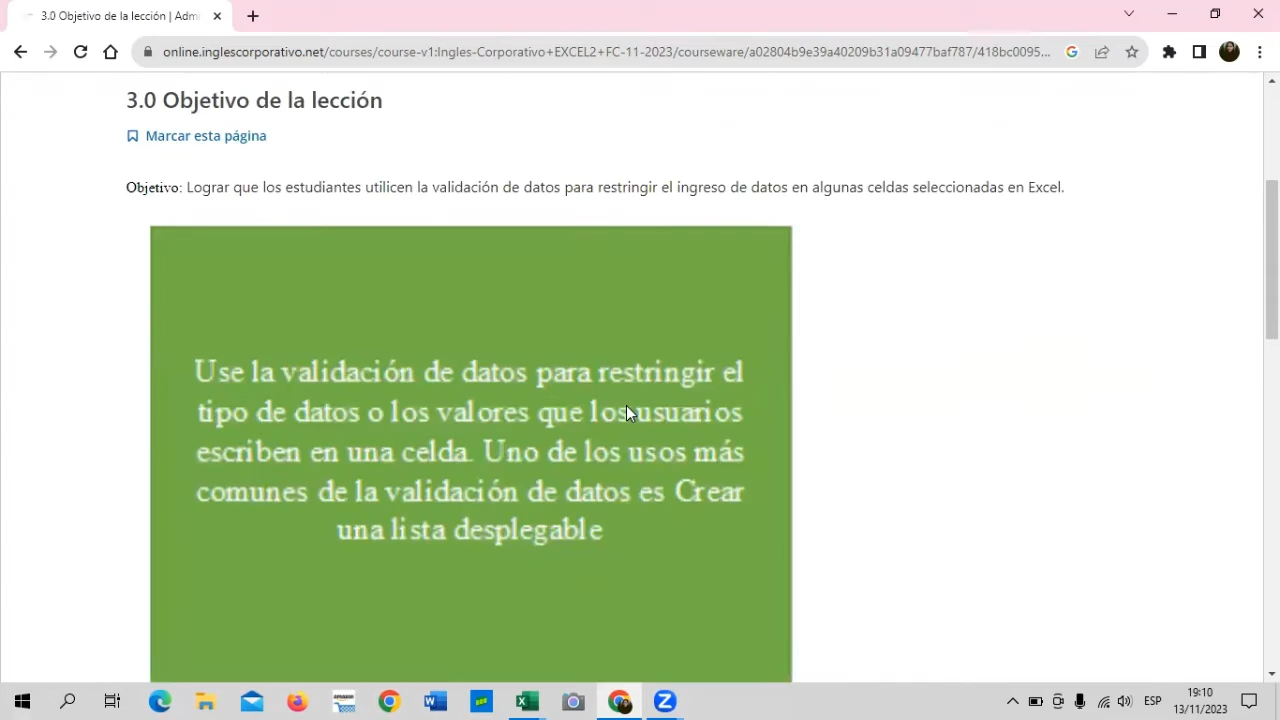 3.0 Objetivo de la lección | Adm
online.inglescorporativo.net/courses/course-v1:Ingles-Corporativo+EXCEL2+FC-11-2023/courseware/a02804b9e39a40209b31a09477baf787/418bc0095...
3.0 Objetivo de la lección
Marcar esta página
Objetivo: Lograr que los estudiantes utilicen la validación de datos para restringir el ingreso de datos en algunas celdas seleccionadas en Excel.
Use la validación de datos para restringir el
tipo de datos o los valores que los usuarios
escriben en una celda. Uno de los usos más
comunes de la validación de datos es Crear
una lista desplegable
ESP
19:10
13/11/2023